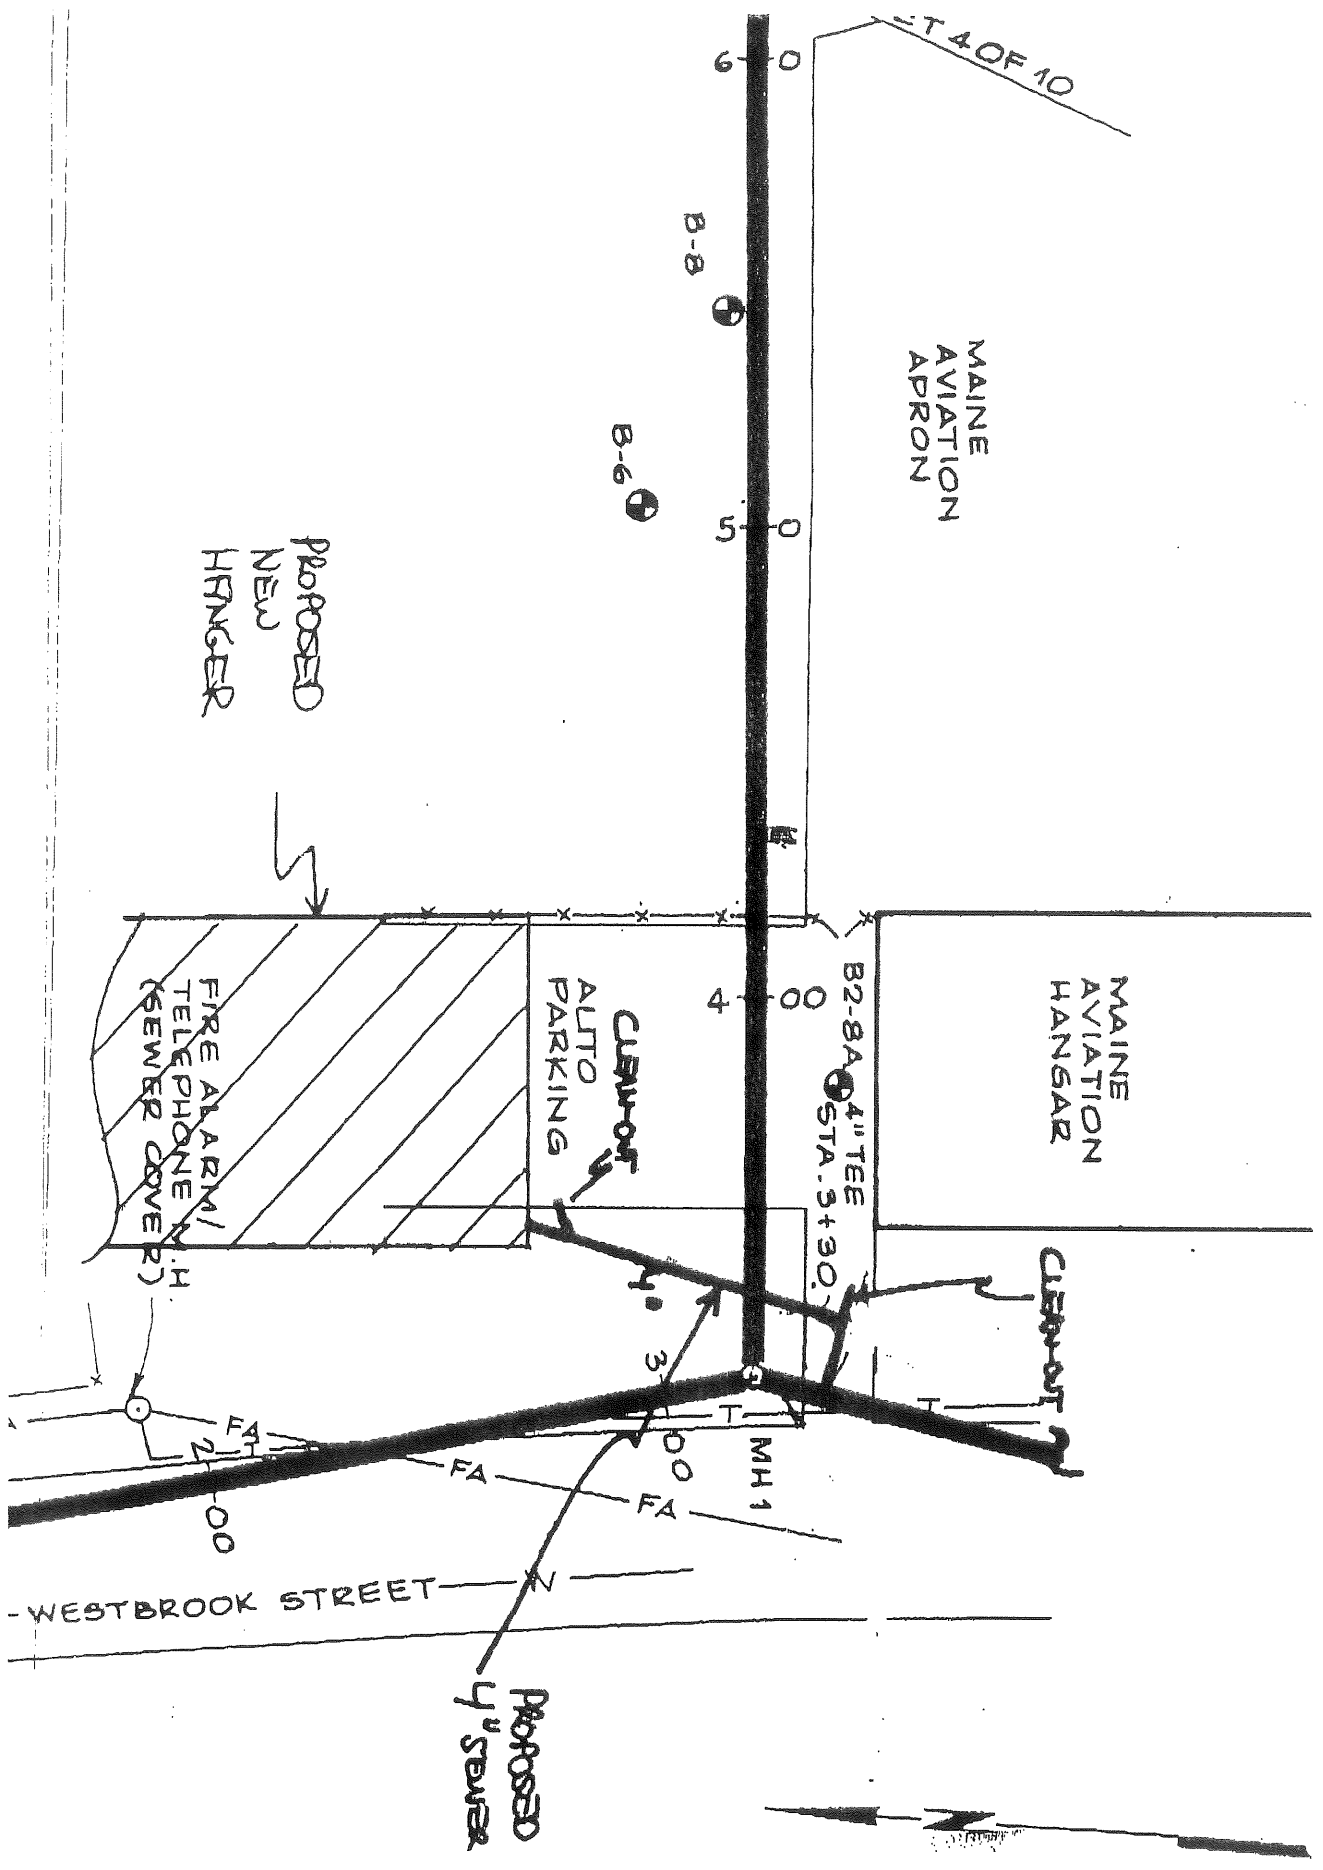 T 4 OF 10
6 0
B-8
MAINE
AVIATION
APRON
B-6
5 0
PROPOSED
NEW
HANGER
MAINE
AVIATION
HANGAR
B2-8A
4" TEE
STA. 3+30
4 00
CLEAN-OUT
AUTO
PARKING
FIRE ALARM/
TELEPHONE M.H
(SEWER COVER)
CLEAN-OUT
4"
3 00
T
T
MH 1
FA
T
2 00
FA
FA
WESTBROOK STREET
W
PROPOSED
4" SEWER
N